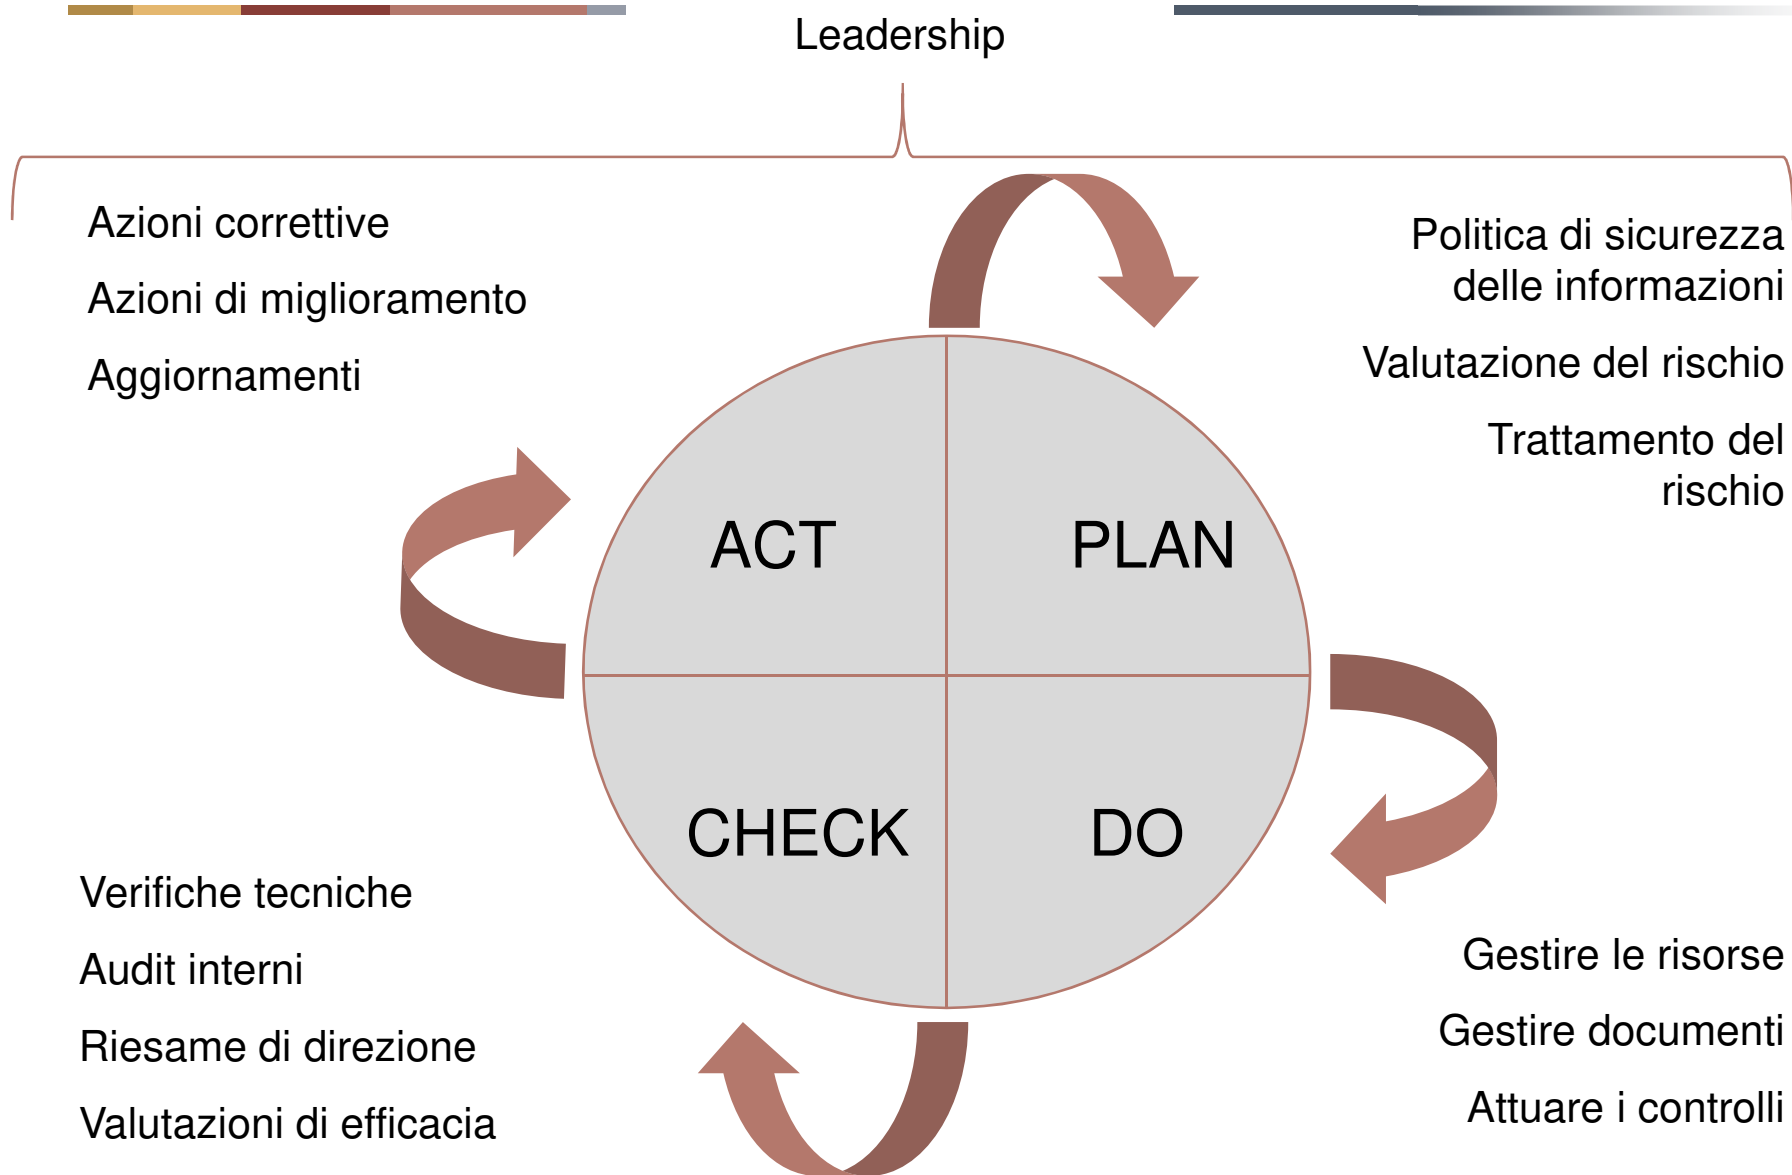 Leadership
Azioni correttive
Azioni di miglioramento
Aggiornamenti
Politica di sicurezza
delle informazioni
Valutazione del rischio
Trattamento del
rischio
ACT
PLAN
CHECK
DO
Verifiche tecniche
Audit interni
Riesame di direzione
Valutazioni di efficacia
Gestire le risorse
Gestire documenti
Attuare i controlli